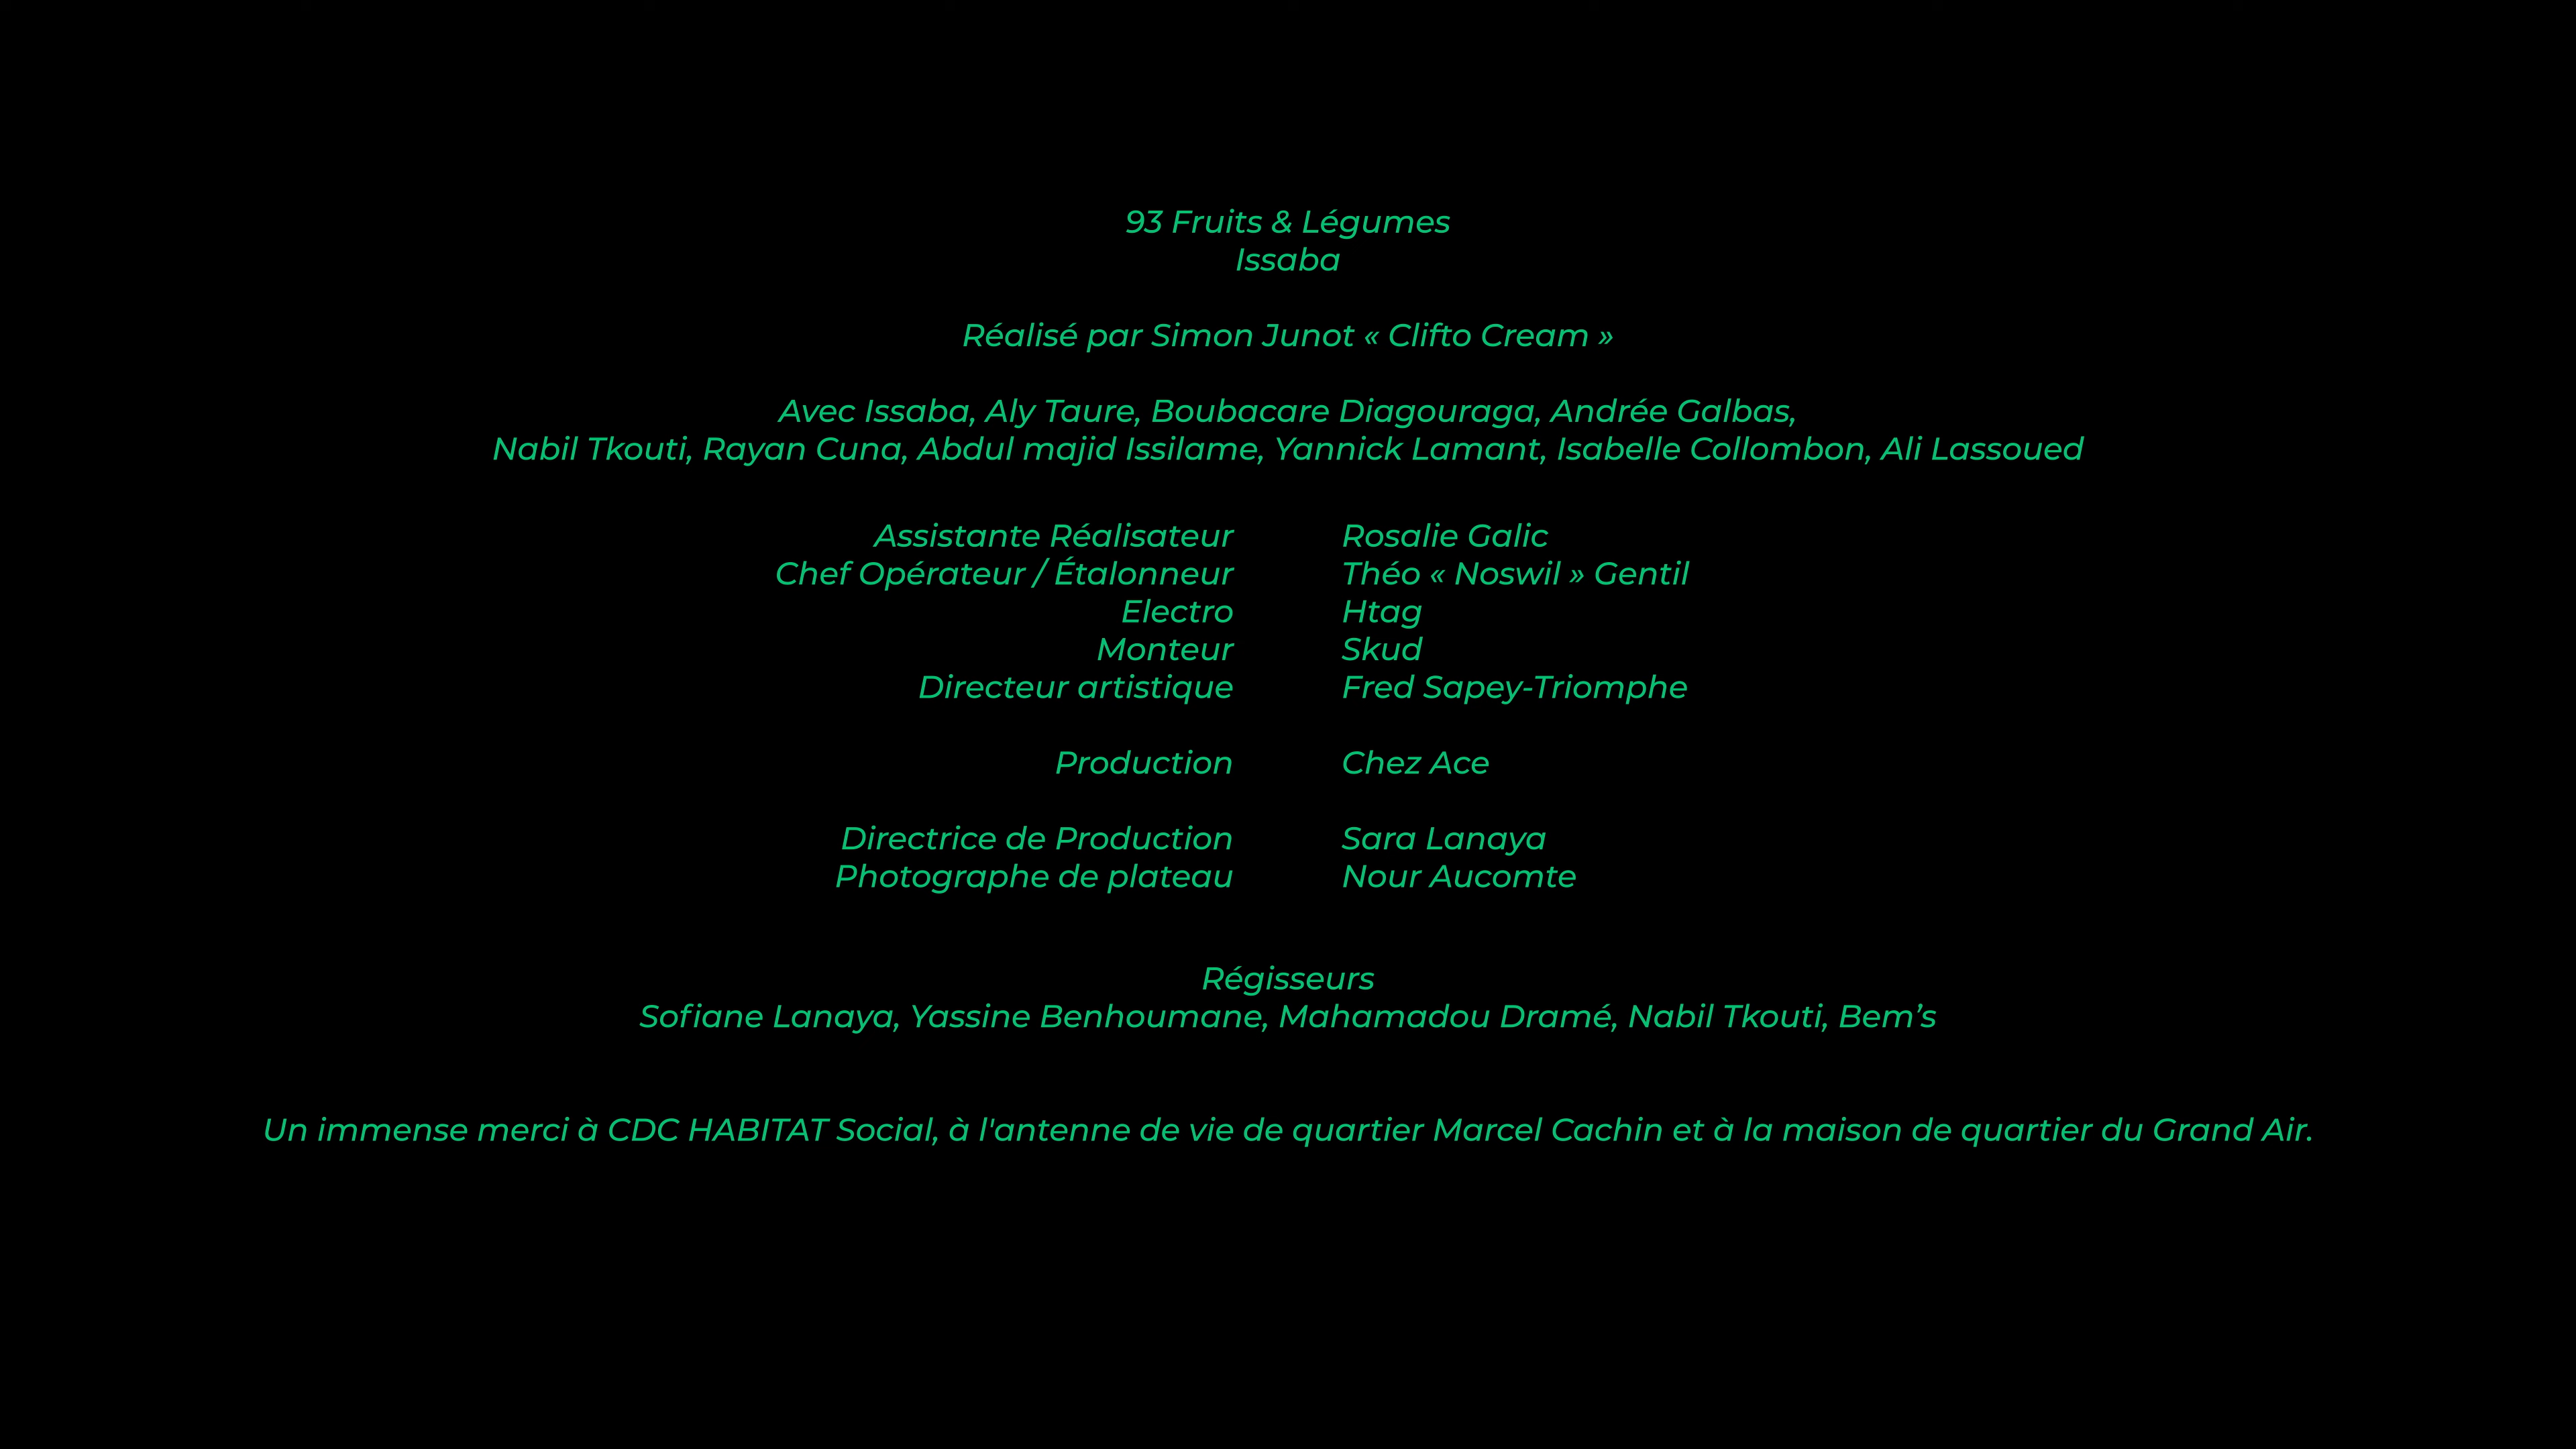 93 Fruits & Légumes
Issaba
Réalisé par Simon Junot « Clifto Cream »
Avec Issaba, Aly Taure, Boubacare Diagouraga, Andrée Galbas,
Nabil Tkouti, Rayan Cuna, Abdul majid Issilame, Yannick Lamant, Isabelle Collombon, Ali Lassoued
Assistante Réalisateur Rosalie Galic
Chef Opérateur / Étalonneur Théo « Noswil » Gentil
Electro Htag
Monteur Skud
Directeur artistique Fred Sapey-Triomphe
Production Chez Ace
Directrice de Production Sara Lanaya
Photographe de plateau Nour Aucomte
Régisseurs
Sofiane Lanaya, Yassine Benhoumane, Mahamadou Dramé, Nabil Tkouti, Bem’s
Un immense merci à CDC HABITAT Social, à l'antenne de vie de quartier Marcel Cachin et à la maison de quartier du Grand Air.